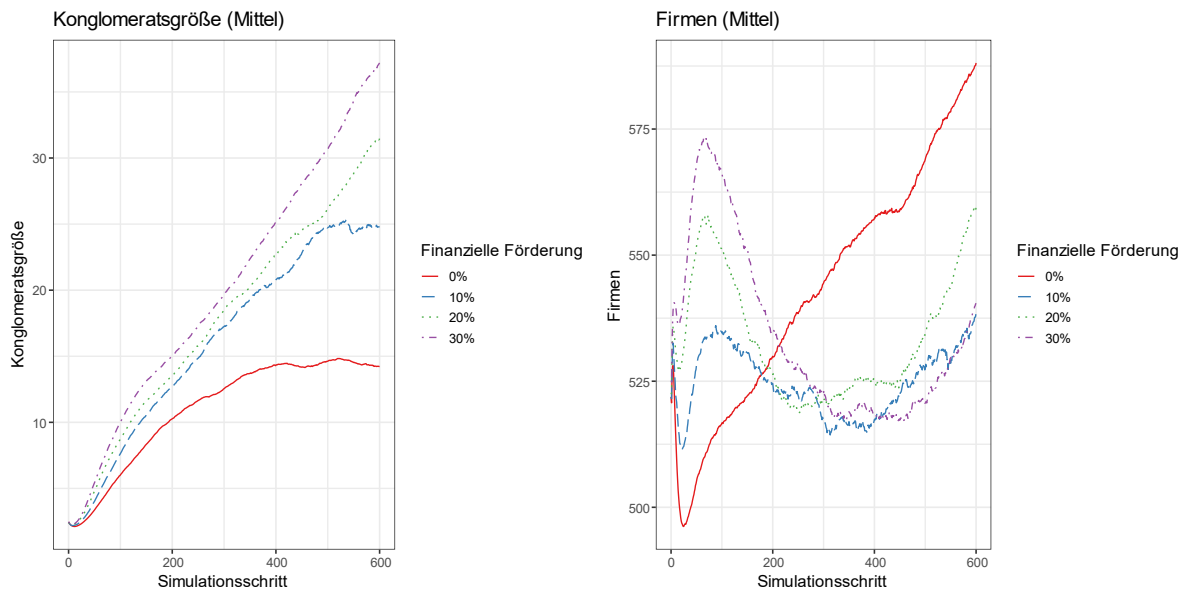 Konglomeratsgröße (Mittel)
Konglomeratsgröße
30
20
10
0
200
400
600
Simulationsschritt
Finanzielle Förderung
0%
10%
20%
30%
Firmen (Mittel)
Firmen
575
550
525
500
0
200
400
600
Simulationsschritt
Finanzielle Förderung
0%
10%
20%
30%